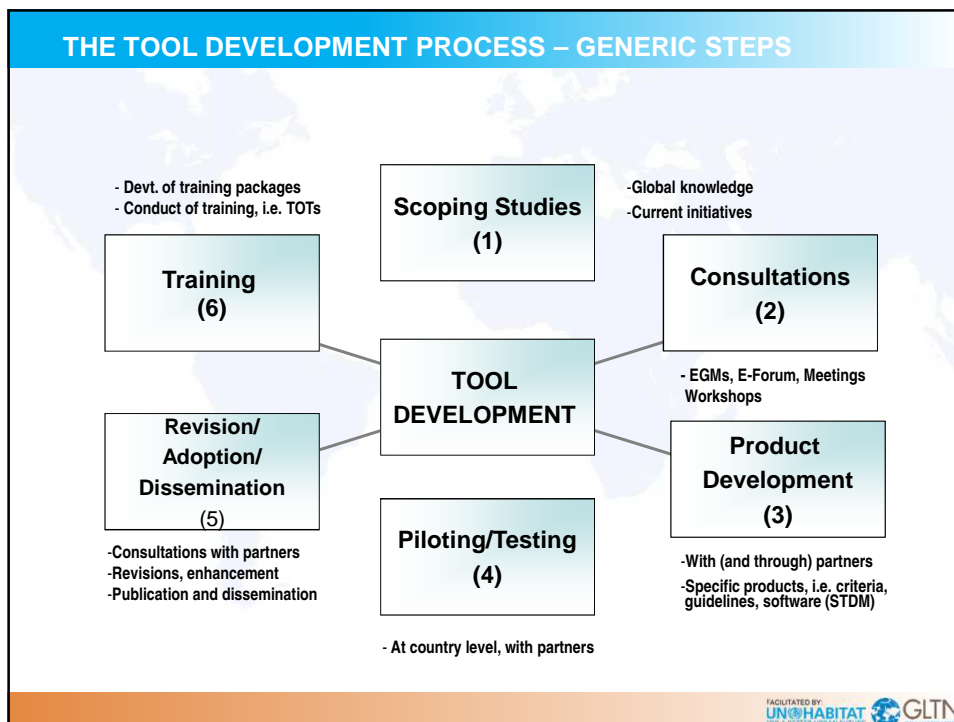 THE TOOL DEVELOPMENT PROCESS – GENERIC STEPS
- Devt. of training packages
- Conduct of training, i.e. TOTs
Scoping Studies
(1)
-Global knowledge
-Current initiatives
Training
(6)
Consultations
(2)
TOOL
DEVELOPMENT
- EGMs, E-Forum, Meetings
Workshops
Revision/
Adoption/
Dissemination
(5)
Product
Development
(3)
Piloting/Testing
(4)
-Consultations with partners
-Revisions, enhancement
-Publication and dissemination
-With (and through) partners
-Specific products, i.e. criteria,
guidelines, software (STDM)
- At country level, with partners
FACILITATED BY:
UN HABITAT
GLTN